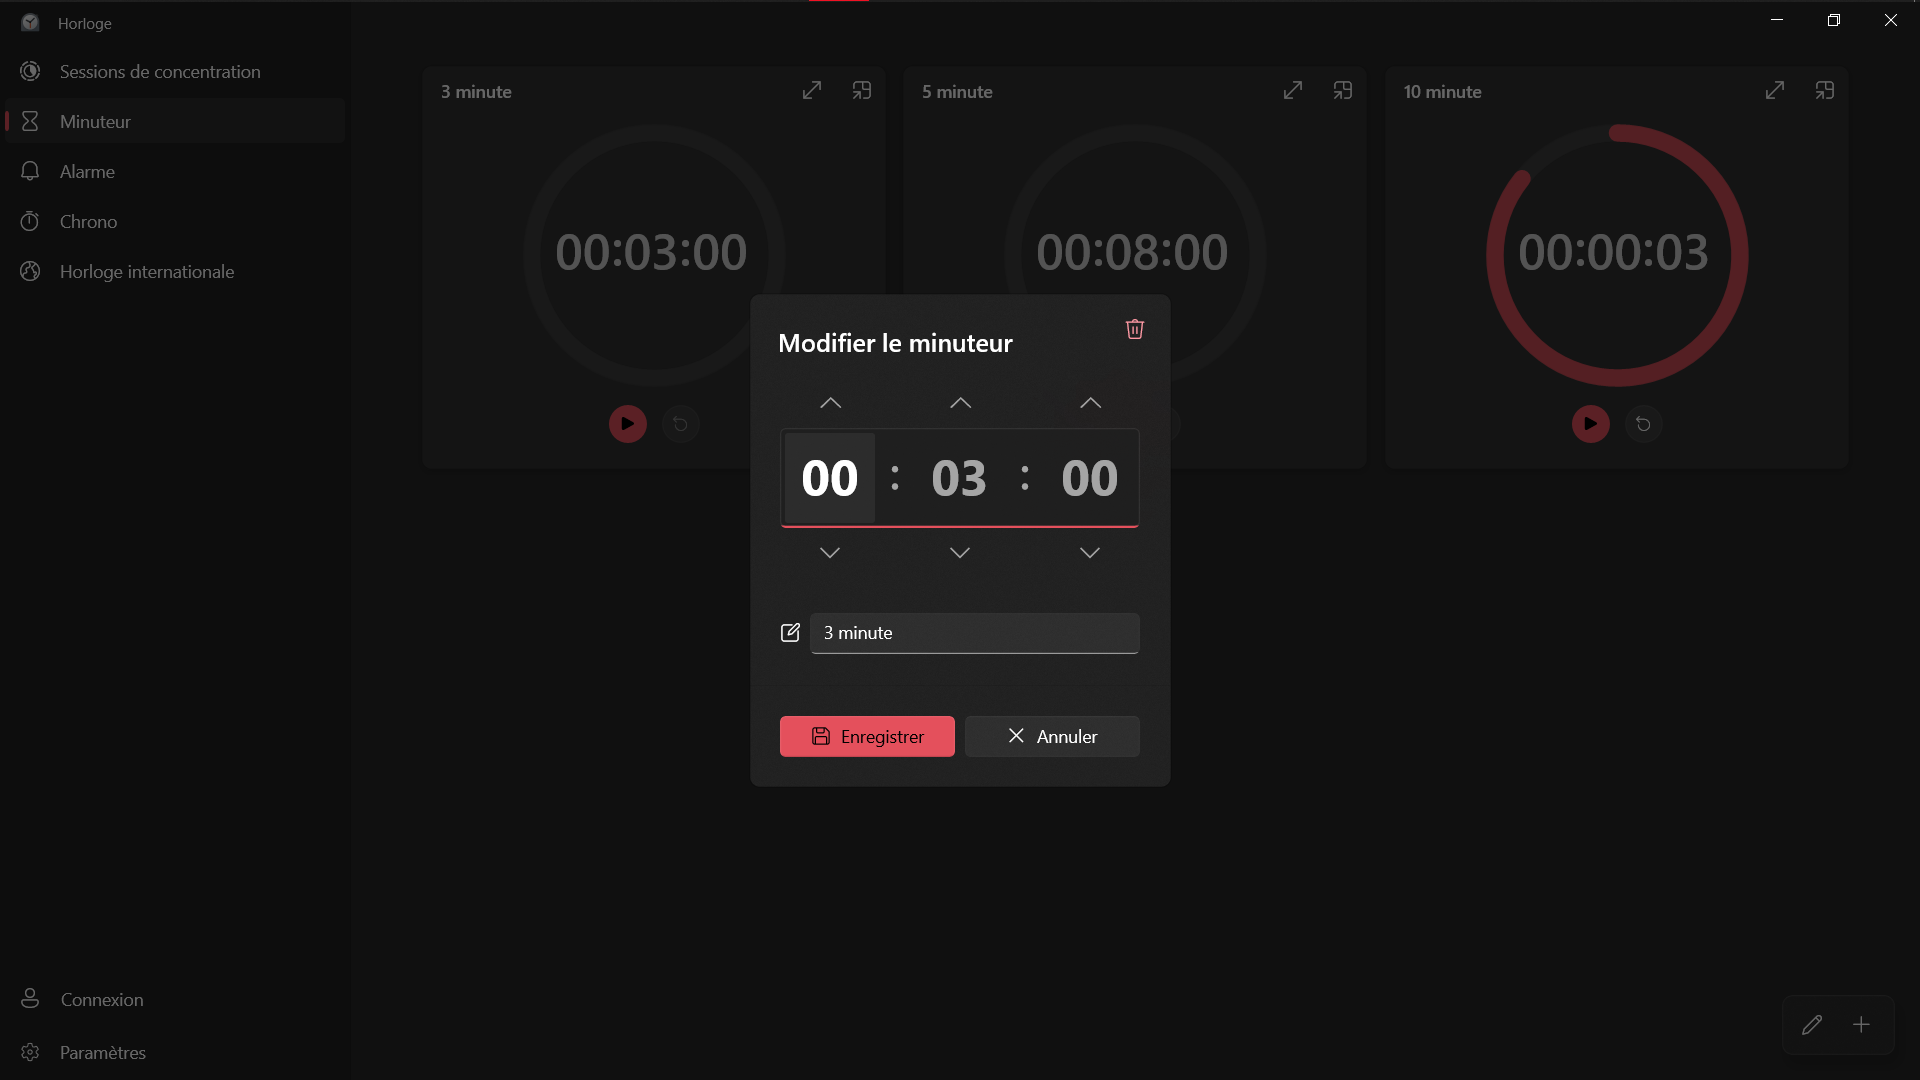 Horloge
Sessions de concentration
Minuteur
Alarme
Chrono
Horloge internationale
3 minute
00:03:00
5 minute
00:08:00
10 minute
00:00:03
Modifier le minuteur
00 : 03 : 00
3 minute
Enregistrer
Annuler
Connexion
Paramètres